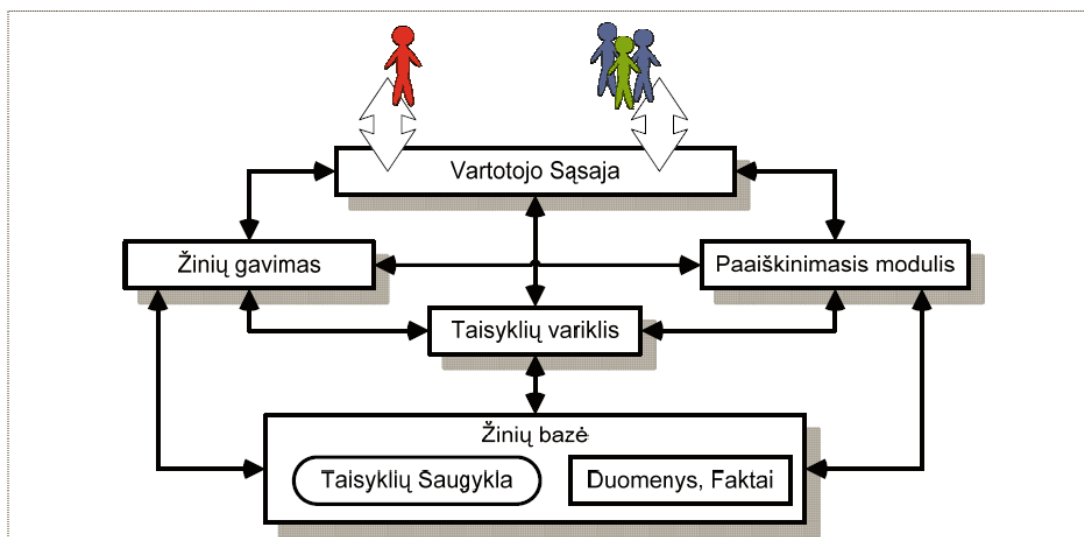 Vartotojo Sąsaja
Žinių gavimas
Paaiškinimasis modulis
Taisyklių variklis
Žinių bazė
Taisyklių Saugykla
Duomenys, Faktai